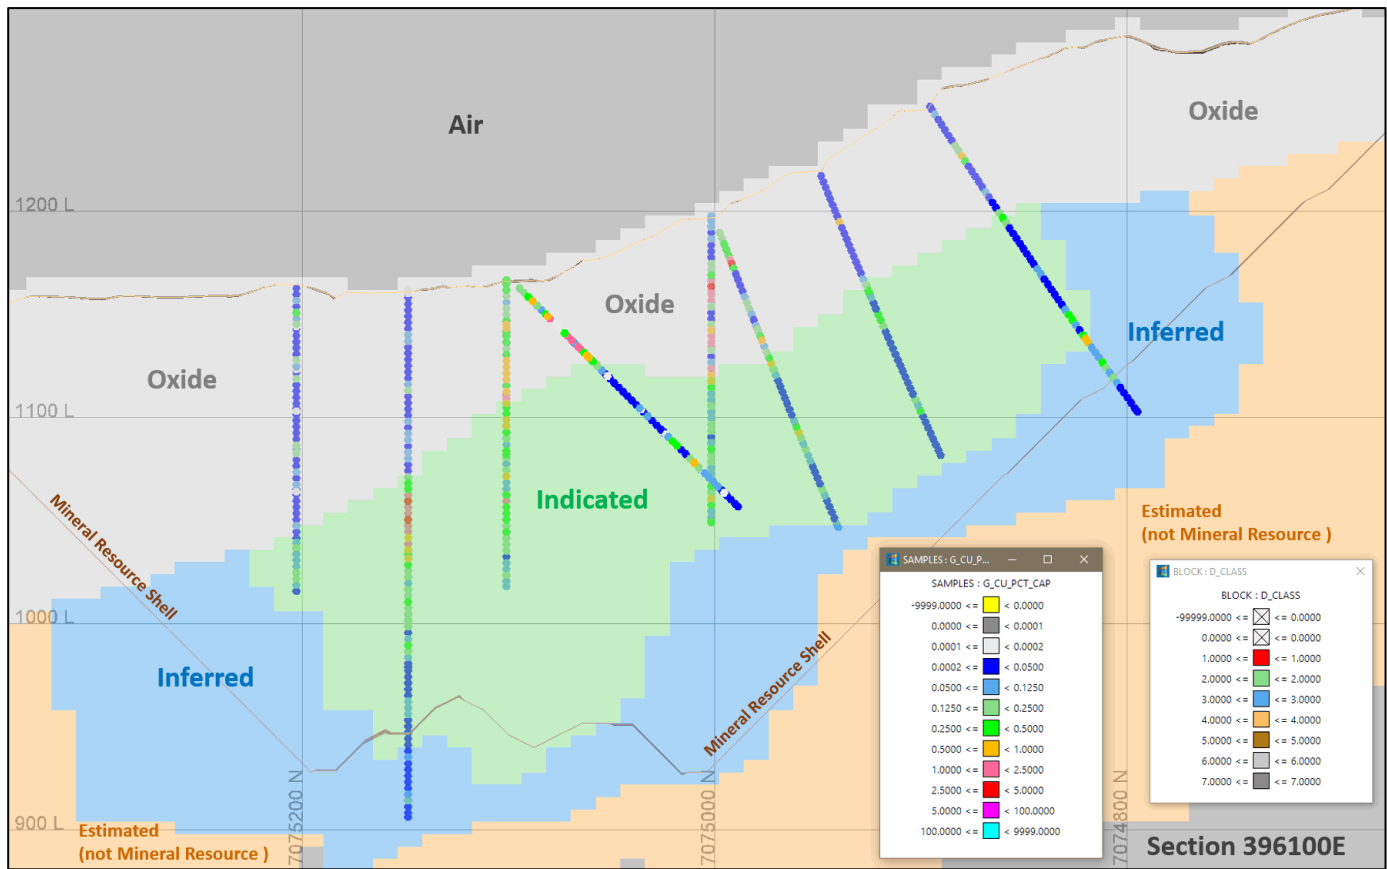 Air
Oxide
1200 L
Oxide
Inferred
Oxide
1100 L
Indicated
Mineral Resource Shell
Estimated
(not Mineral Resource )
1000 L
Inferred
Mineral Resource Shell
7075200 N
7075000 N
7074800 N
900 L
Estimated
(not Mineral Resource )
SAMPLES : G_CU_P...
SAMPLES : G_CU_PCT_CAP
-9999.0000 <= < 0.0000
0.0000 <= < 0.0001
0.0001 <= < 0.0002
0.0002 <= < 0.0500
0.0500 <= < 0.1250
0.1250 <= < 0.2500
0.2500 <= < 0.5000
0.5000 <= < 1.0000
1.0000 <= < 2.5000
2.5000 <= < 5.0000
5.0000 <= < 100.0000
100.0000 <= < 9999.0000
BLOCK : D_CLASS
BLOCK : D_CLASS
-99999.0000 <= <= 0.0000
0.0000 <= <= 0.0000
1.0000 <= <= 1.0000
2.0000 <= <= 2.0000
3.0000 <= <= 3.0000
4.0000 <= <= 4.0000
5.0000 <= <= 5.0000
6.0000 <= <= 6.0000
7.0000 <= <= 7.0000
Section 396100E